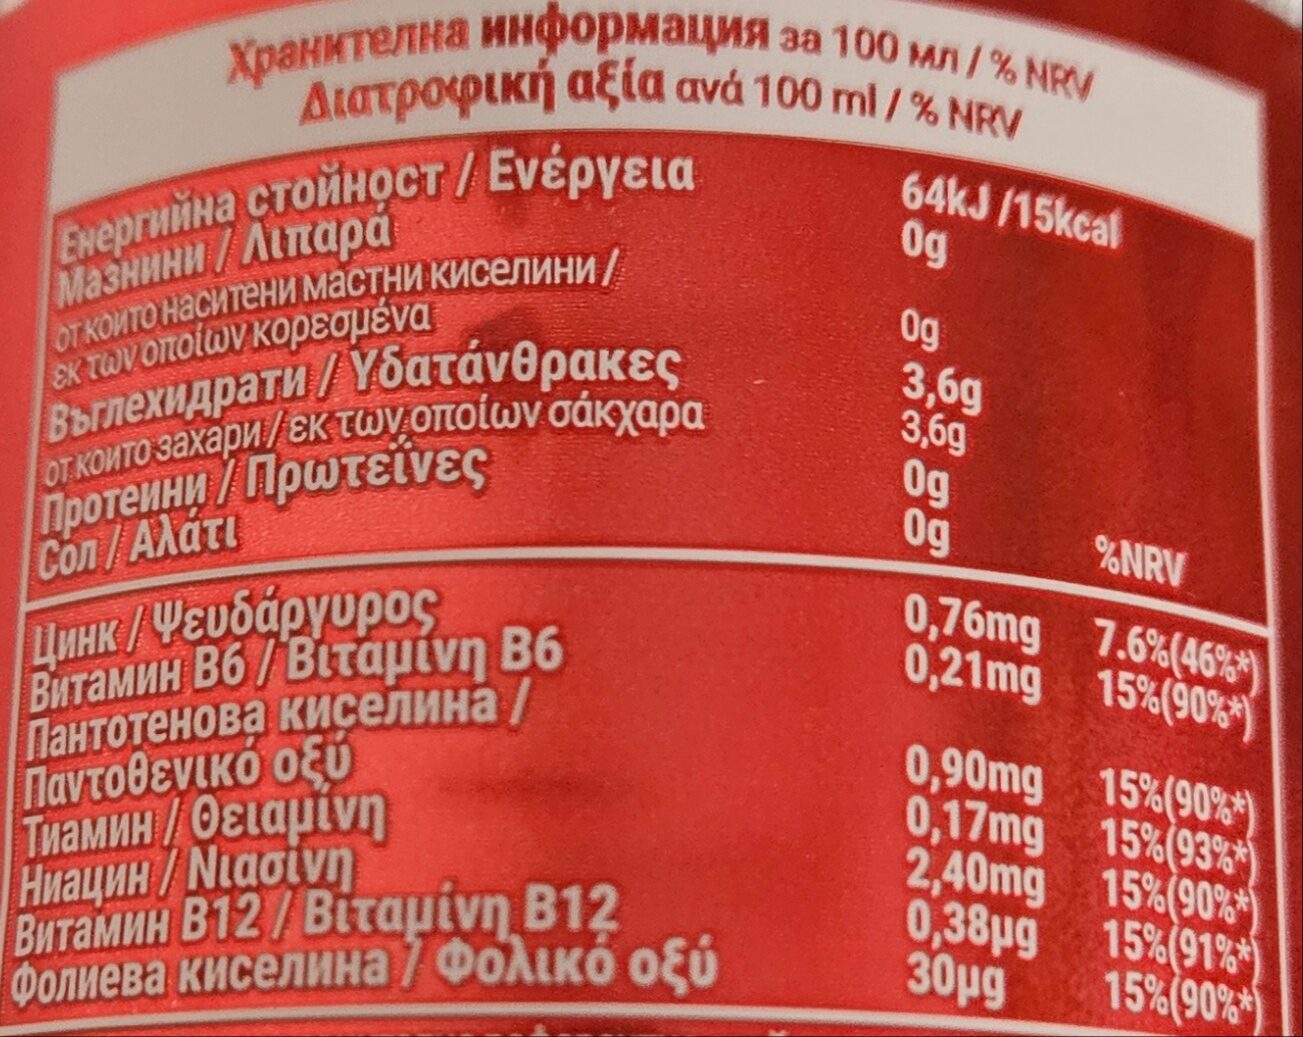 Хранителна информация за 100 мл / % NRV
Διατροφική αξία ανά 100 ml / % NRV
Енергийна стойност / Ενέργεια 64kJ /15kcal
Мазнини / Λιπαρά 0g
от които наситени мастни киселини /
εκ των οποίων κορεσμένα 0g
Въглехидрати / Υδατάνθρακες 3,6g
от които захари / εκ των οποίων σάκχαρα 3,6g
Протеини / Πρωτεΐνες 0g
Сол / Αλάτι 0g %NRV
Цинк / Ψευδάργυρος 0,76mg 7.6%(46%*)
Витамин B6 / Βιταμίνη B6 0,21mg 15%(90%*)
Пантотенова киселина /
Παντοθενικό οξύ 0,90mg 15%(90%*)
Тиамин / Θειαμίνη 0,17mg 15%(93%*)
Ниацин / Νιασίνη 2,40mg 15%(90%*)
Витамин B12 / Βιταμίνη B12 0,38μg 15%(91%*)
Фолиева киселина / Φολικό οξύ 30μg 15%(90%*)